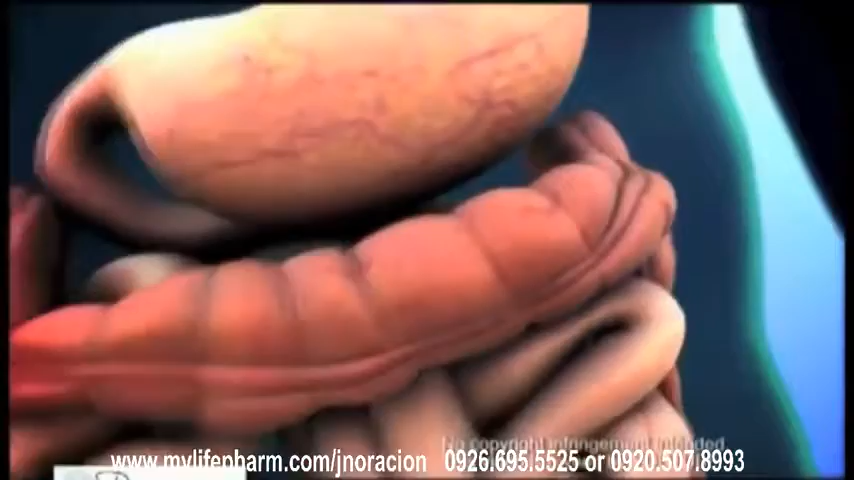 No copyright infringement intended.
www.mylifepharm.com/jnoracion 0926.695.5525 or 0920.507.8993